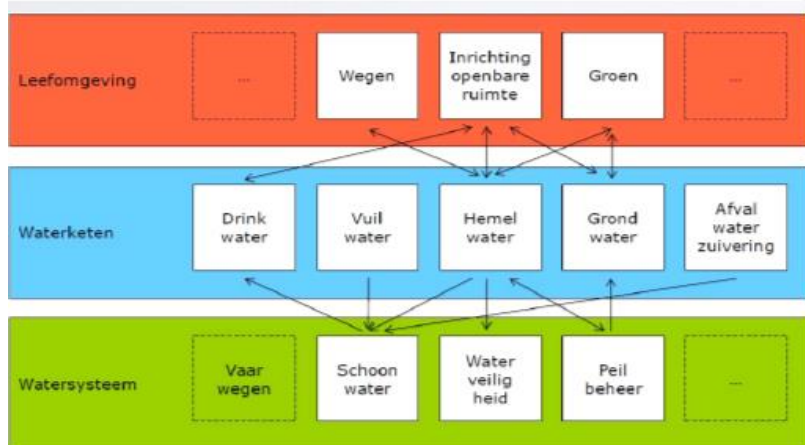 Leefomgeving
...
Wegen
Inrichting
openbare
ruimte
Groen
...
Waterketen
Drink
water
Vuil
water
Hemel
water
Grond
water
Afval
water
zuivering
Watersysteem
Vaar
wegen
Schoon
water
Water
veilig
heid
Peil
beheer
...